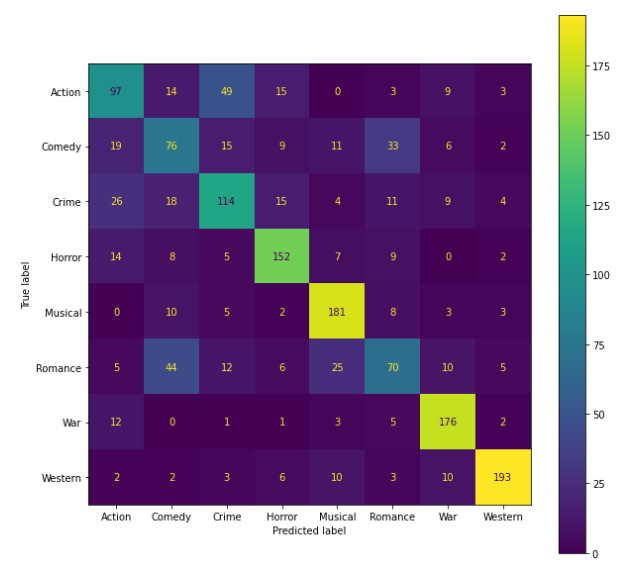 Action 97 14 49 15 0 3 9 3
Comedy 19 76 15 9 11 33 6 2
Crime 26 18 114 15 4 11 9 4
Horror 14 8 5 152 7 9 0 2
Musical 0 10 5 2 181 8 3 3
Romance 5 44 12 6 25 70 10 5
War 12 0 1 1 3 5 176 2
Western 2 2 3 6 10 3 10 193
Action Comedy Crime Horror Musical Romance War Western
Predicted label
True label
175
150
125
100
75
50
25
0